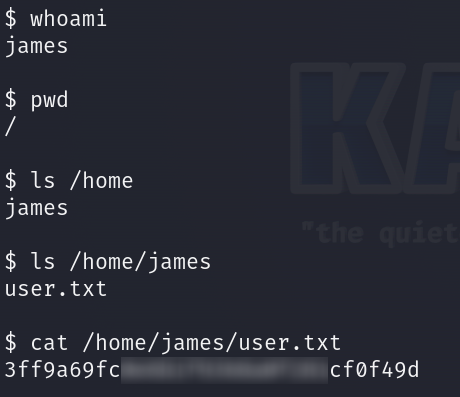 $ whoami
james
$ pwd
/
$ ls /home
james
$ ls /home/james
user.txt
$ cat /home/james/user.txt
3ff9a69fc cf0f49d
KA
"the quiet